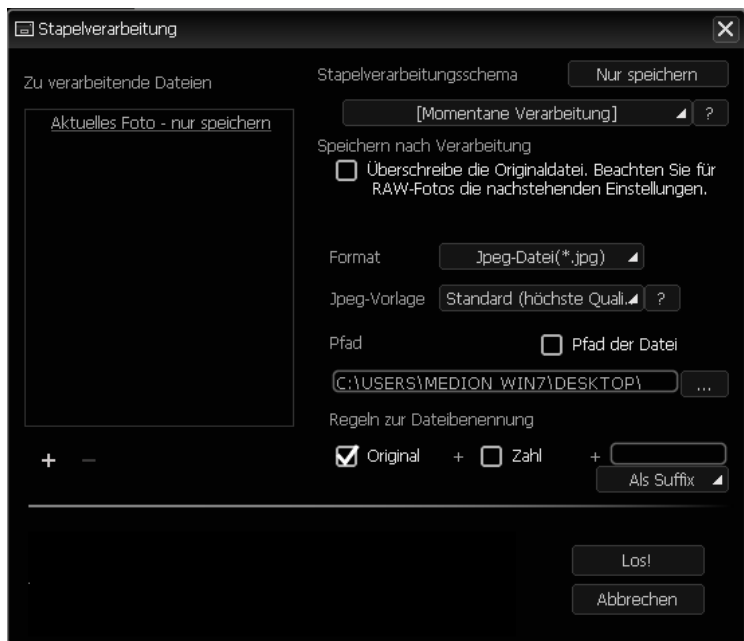 Stapelverarbeitung
Zu verarbeitende Dateien
Aktuelles Foto - nur speichern
Stapelverarbeitungsschema
Nur speichern
[Momentane Verarbeitung]
?
Speichern nach Verarbeitung
Überschreibe die Originaldatei. Beachten Sie für
RAW-Fotos die nachstehenden Einstellungen.
Format
Jpeg-Datei(*.jpg)
Jpeg-Vorlage
Standard (höchste Quali.
?
Pfad
Pfad der Datei
C:\USERS\MEDION WIN7\DESKTOP\
...
Regeln zur Dateibenennung
Original + Zahl +
Als Suffix
+ −
Los!
Abbrechen